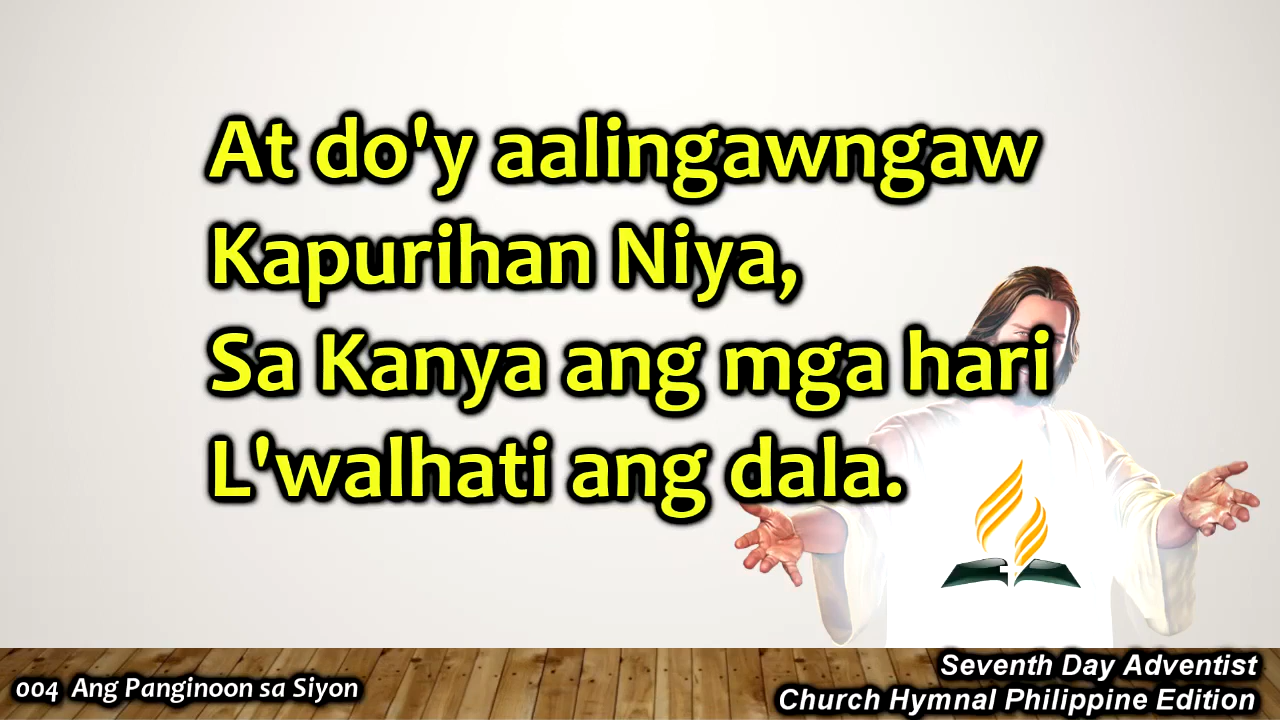 At do'y aalingawngaw
Kapurihan Niya,
Sa Kanya ang mga hari
L'walhati ang dala.
004 Ang Panginoon sa Siyon
Seventh Day Adventist
Church Hymnal Philippine Edition